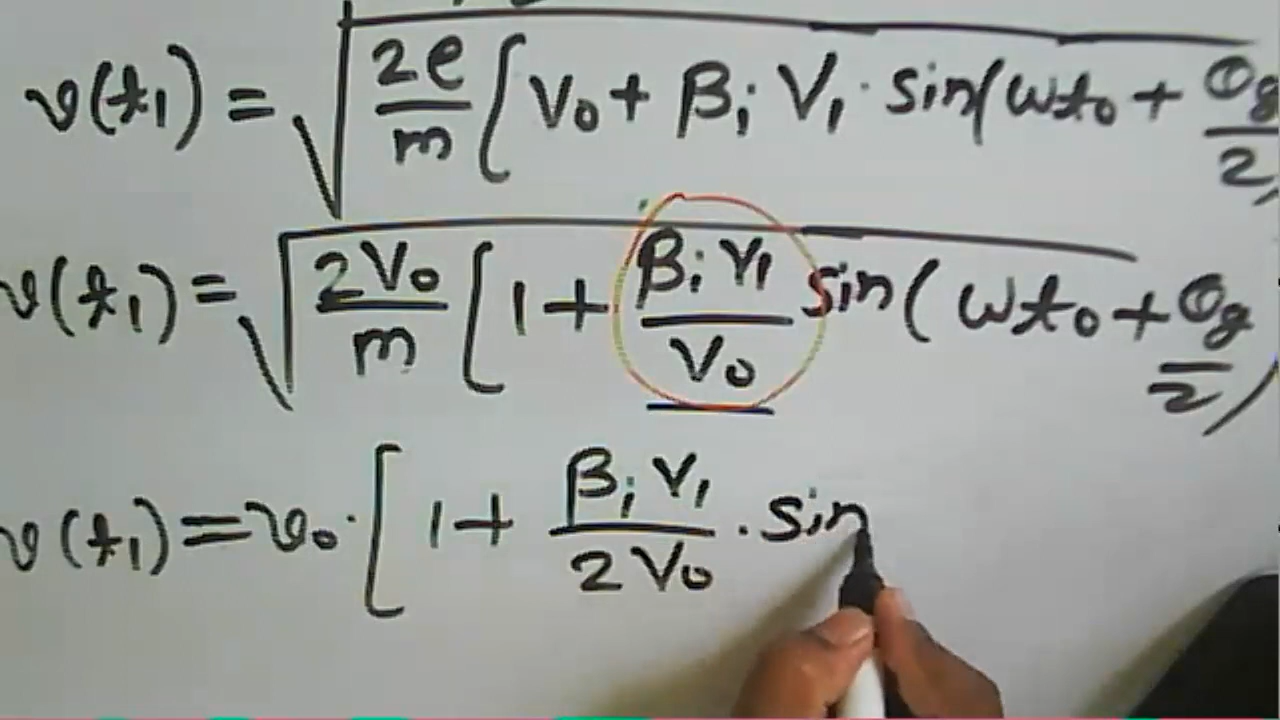 v(t₁) = √ 2e/m [ V₀ + βᵢ V₁ · sin(ωt₀ + θg/2)
v(t₁) = √ 2V₀/m [ 1 + βᵢ V₁/V₀ sin( ωt₀ + θg/2 )
v(t₁) = v₀ · [ 1 + βᵢ V₁/2V₀ · sin